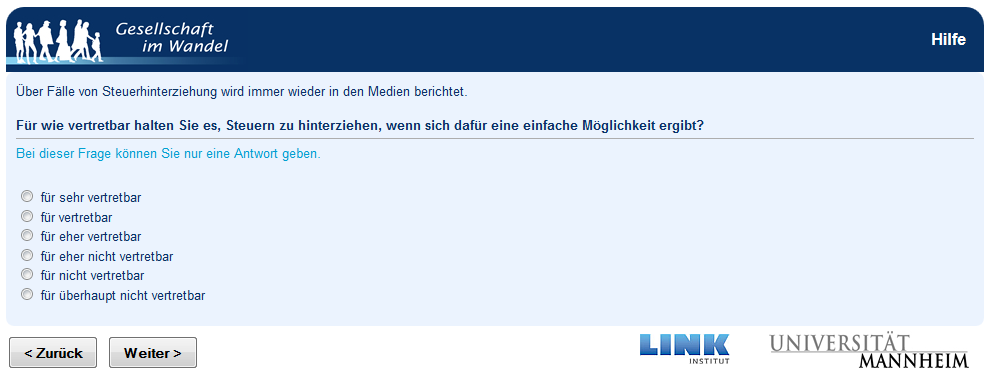 Gesellschaft
im Wandel
Hilfe
Über Fälle von Steuerhinterziehung wird immer wieder in den Medien berichtet.
Für wie vertretbar halten Sie es, Steuern zu hinterziehen, wenn sich dafür eine einfache Möglichkeit ergibt?
Bei dieser Frage können Sie nur eine Antwort geben.
für sehr vertretbar
für vertretbar
für eher vertretbar
für eher nicht vertretbar
für nicht vertretbar
für überhaupt nicht vertretbar
< Zurück
Weiter >
LINK
INSTITUT
UNIVERSITÄT
MANNHEIM